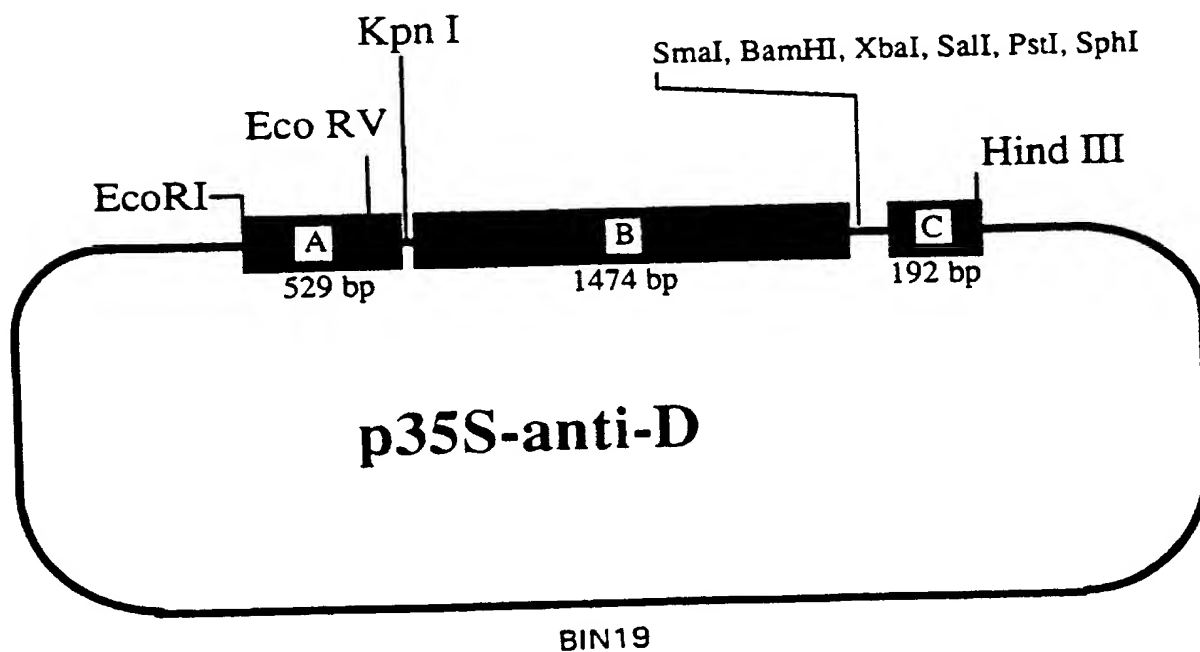 Kpn I
SmaI, BamHI, XbaI, SalI, PstI, SphI
Eco RV
Hind III
EcoRI
A
B
C
529 bp
1474 bp
192 bp
p35S-anti-D
BIN19